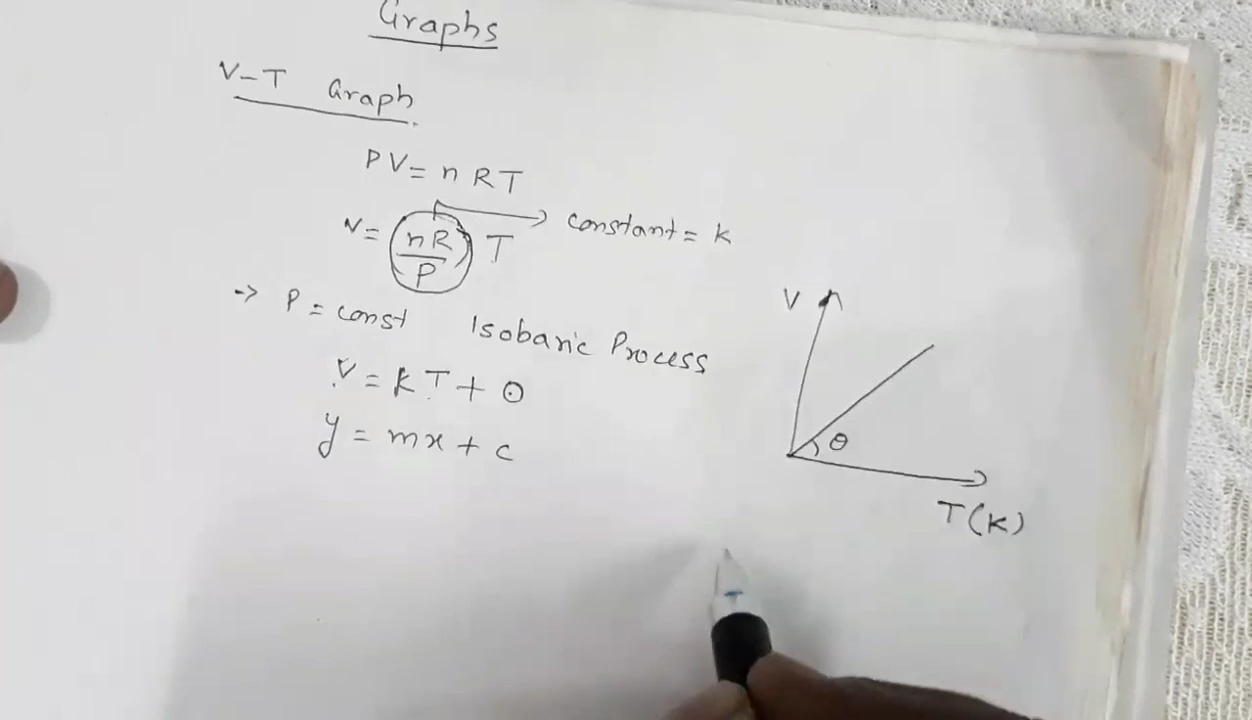 Graphs
V-T Graph
PV = nRT
V = (nR/P) T → constant = k
→ P = const Isobaric Process
V = kT + 0
y = mx + c
V
θ
T(K)